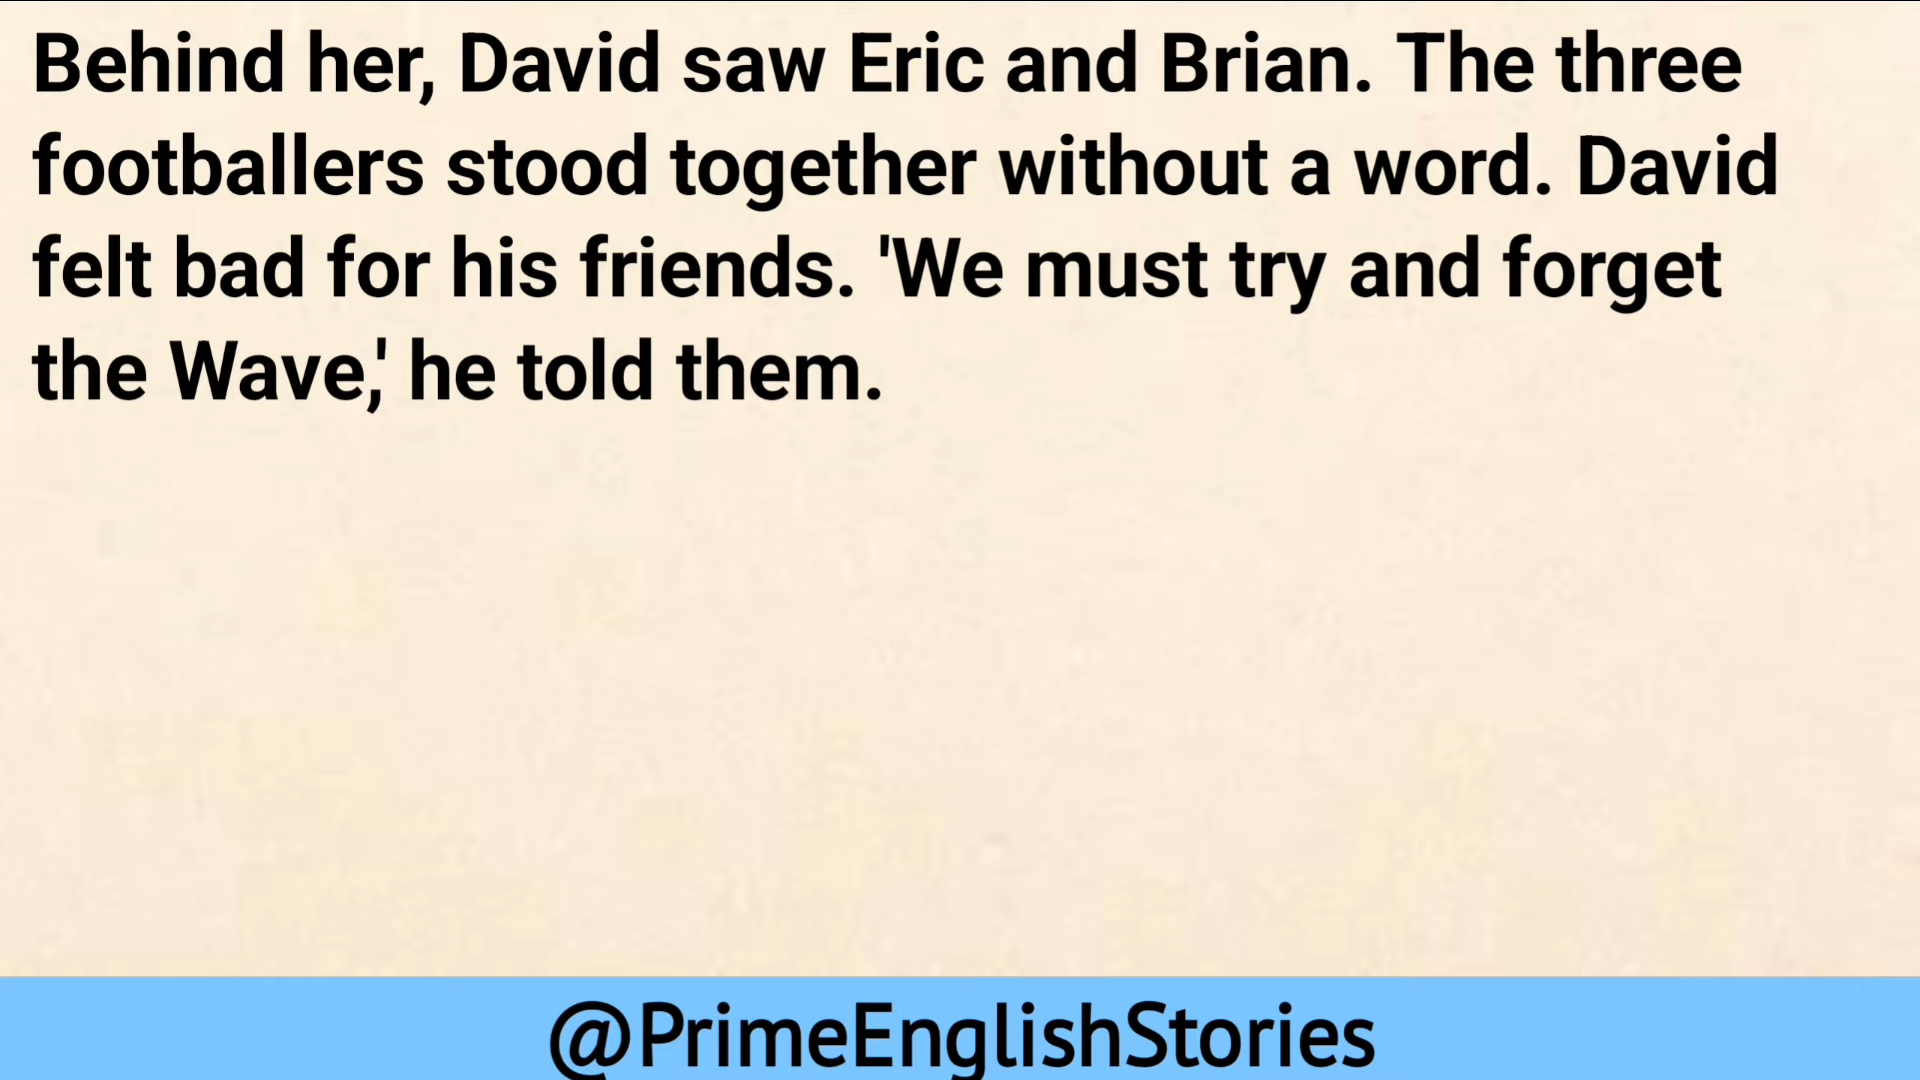 Behind her, David saw Eric and Brian. The three
footballers stood together without a word. David
felt bad for his friends. 'We must try and forget
the Wave,' he told them.
@PrimeEnglishStories